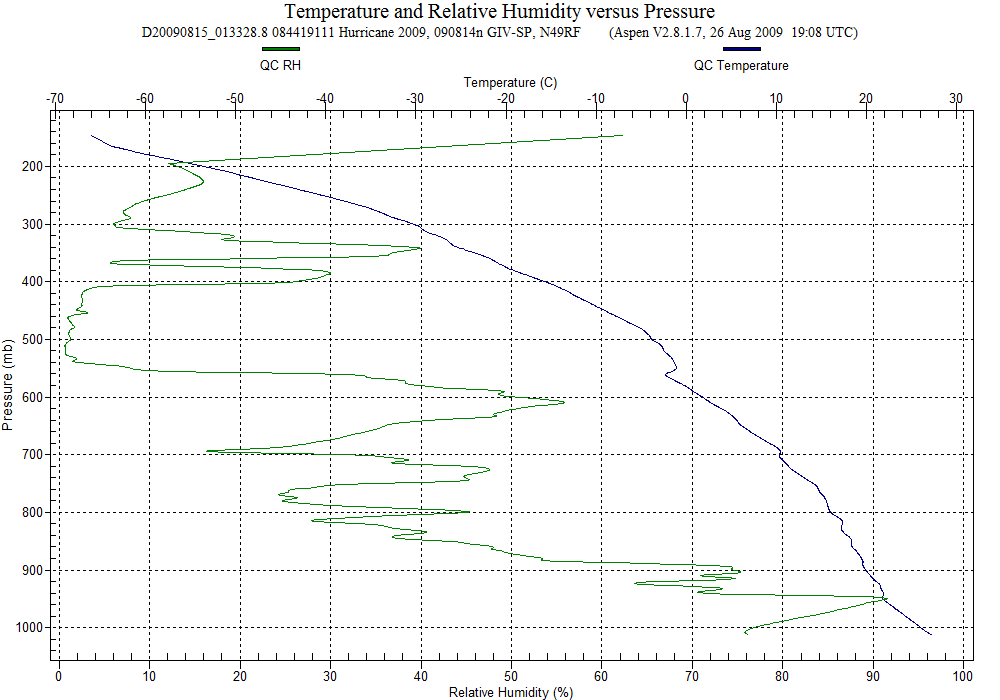 Temperature and Relative Humidity versus Pressure
D20090815_013328.8 084419111 Hurricane 2009, 090814n GIV-SP, N49RF (Aspen V2.8.1.7, 26 Aug 2009 19:08 UTC)
QC RH QC Temperature
Temperature (C)
-70 -60 -50 -40 -30 -20 -10 0 10 20 30
200
300
400
500
600
700
800
900
1000
Pressure (mb)
0 10 20 30 40 50 60 70 80 90 100
Relative Humidity (%)